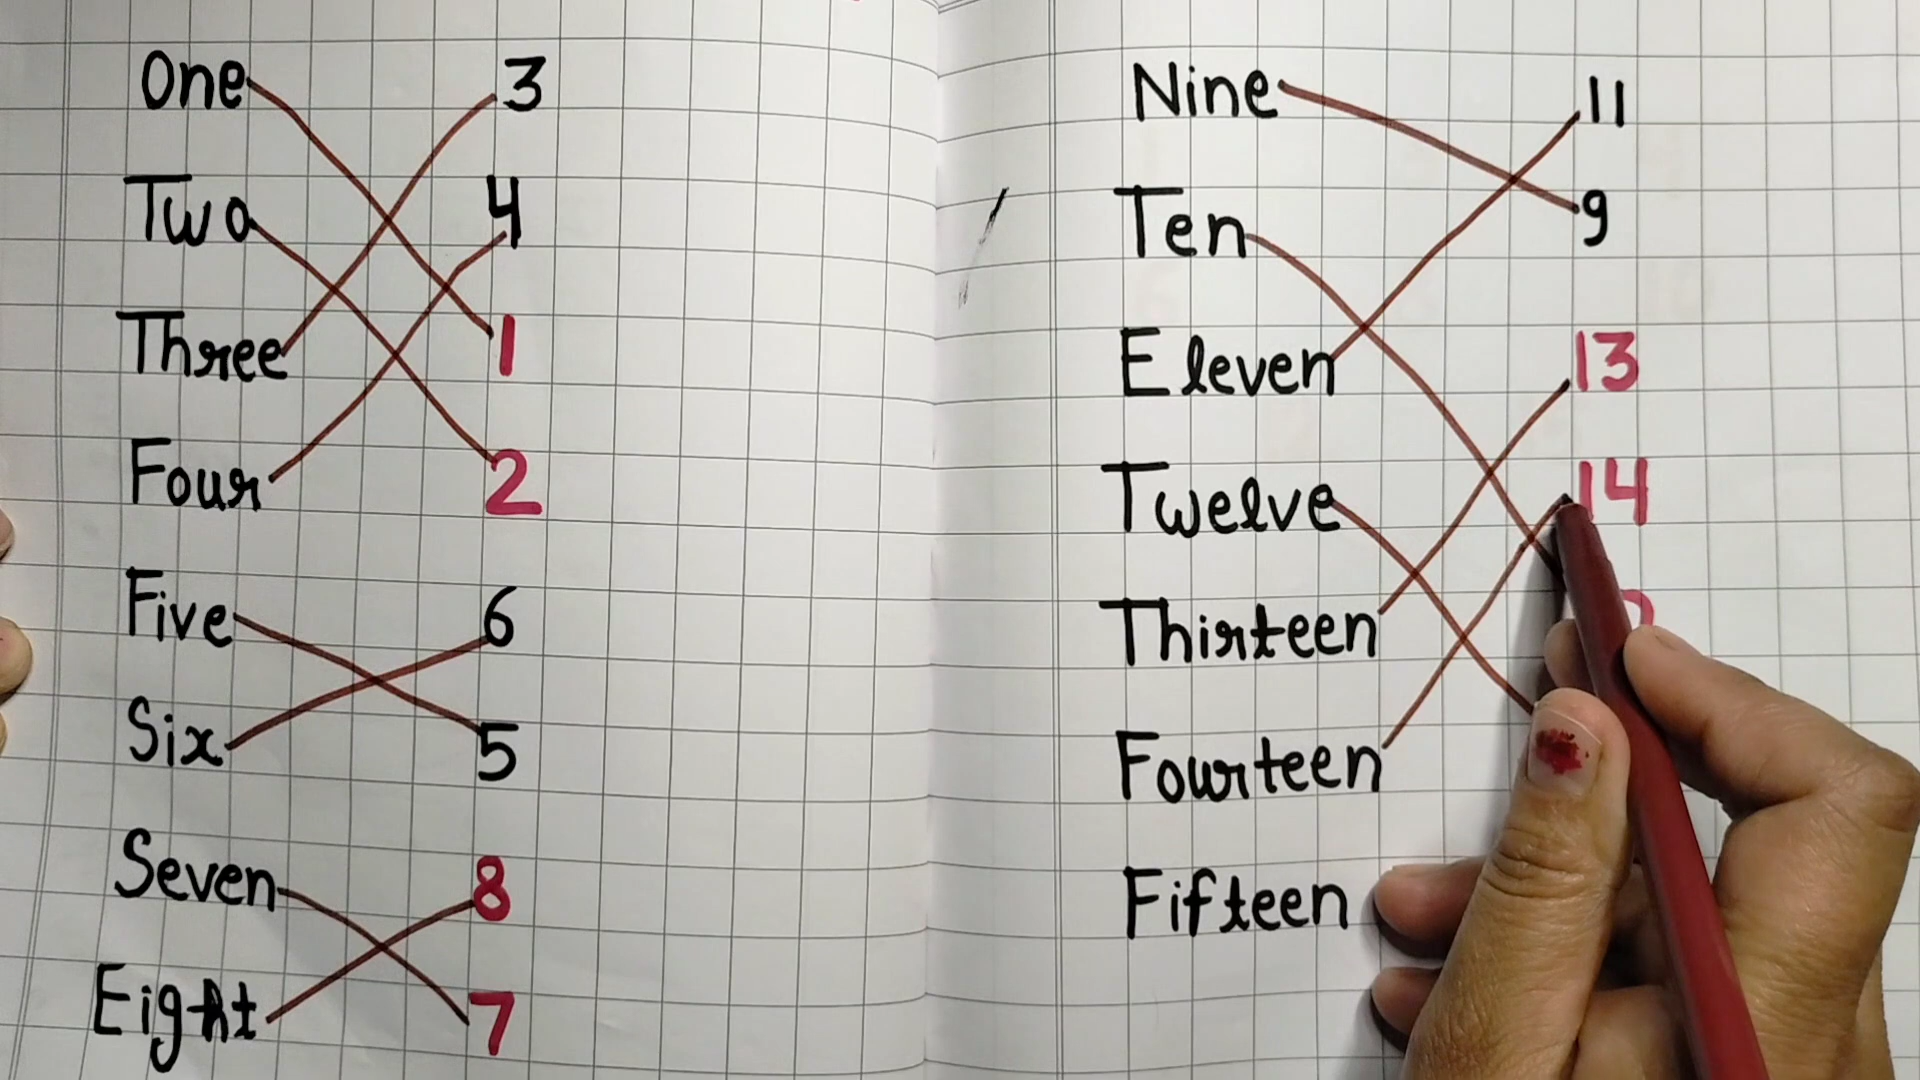 One 3
Two 4
Three 1
Four 2
Five 6
Six 5
Seven 8
Eight 7
Nine 11
Ten 9
Eleven 13
Twelve 14
Thirteen
Fourteen
Fifteen